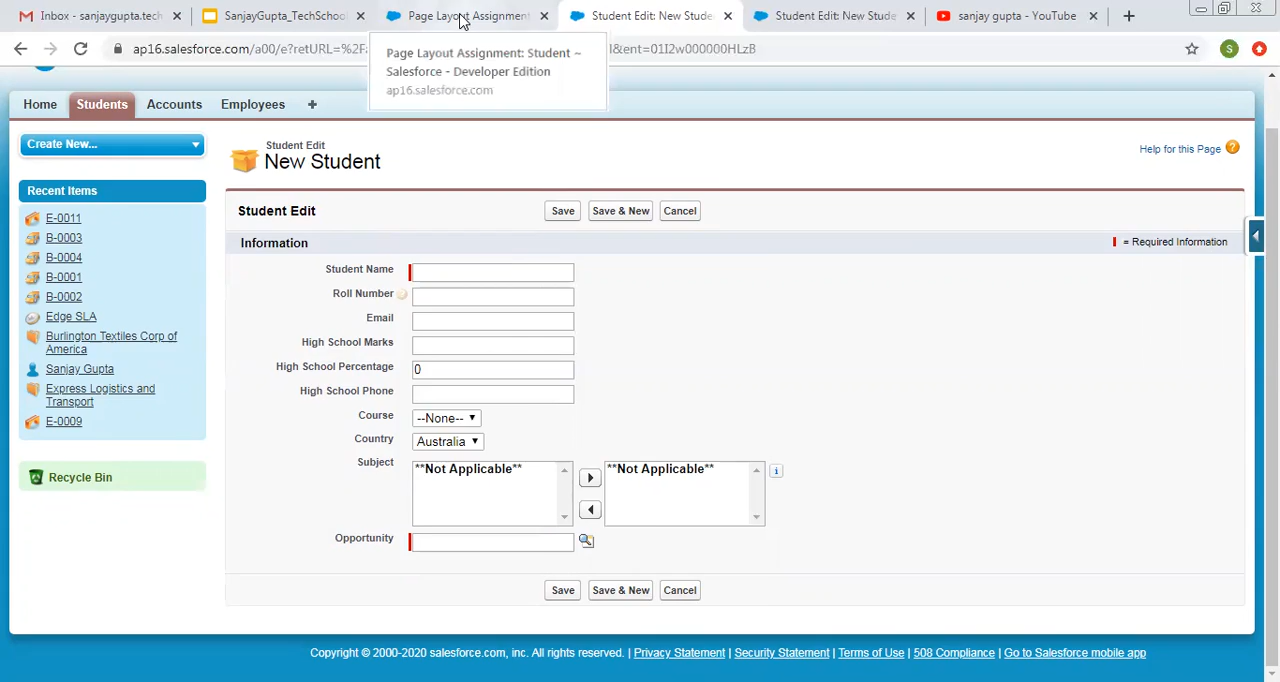 Inbox - sanjaygupta.tech
SanjayGupta_TechSchool
Page Layout Assignment
Student Edit: New Stude
Student Edit: New Stude
sanjay gupta - YouTube
Page Layout Assignment: Student ~
Salesforce - Developer Edition
ap16.salesforce.com
ap16.salesforce.com/a00/e?retURL=%2F
l&ent=01I2w000000HLzB
S
Home
Students
Accounts
Employees
+
Create New...
Recent Items
E-0011
B-0003
B-0004
B-0001
B-0002
Edge SLA
Burlington Textiles Corp of
America
Sanjay Gupta
Express Logistics and
Transport
E-0009
Recycle Bin
Student Edit
New Student
Help for this Page
Student Edit
Save
Save & New
Cancel
Information
= Required Information
Student Name
Roll Number
Email
High School Marks
High School Percentage
0
High School Phone
Course
--None--
Country
Australia
Subject
**Not Applicable**
**Not Applicable**
Opportunity
Save
Save & New
Cancel
Copyright © 2000-2020 salesforce.com, inc. All rights reserved. | Privacy Statement | Security Statement | Terms of Use | 508 Compliance | Go to Salesforce mobile app